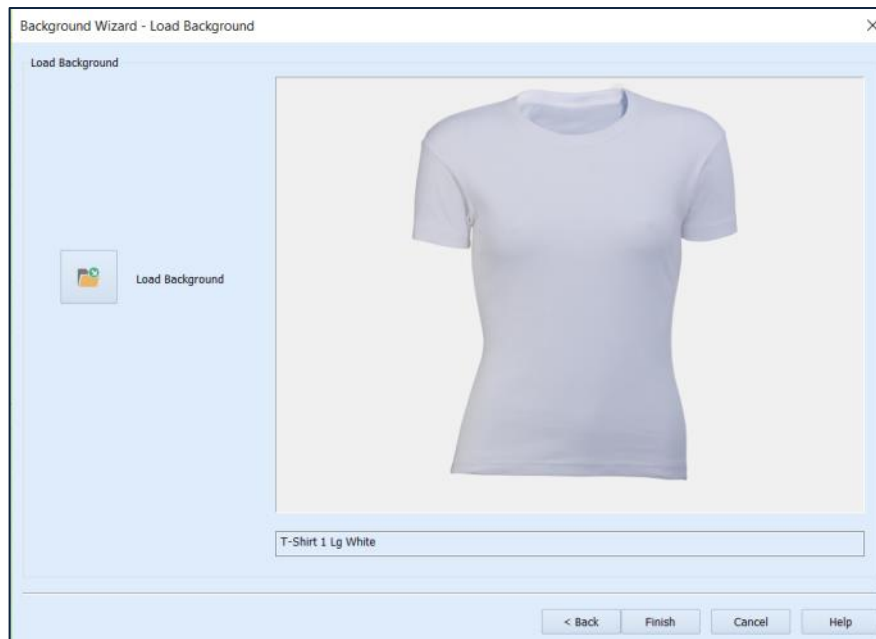 Background Wizard - Load Background
Load Background
Load Background
T-Shirt 1 Lg White
< Back Finish Cancel Help